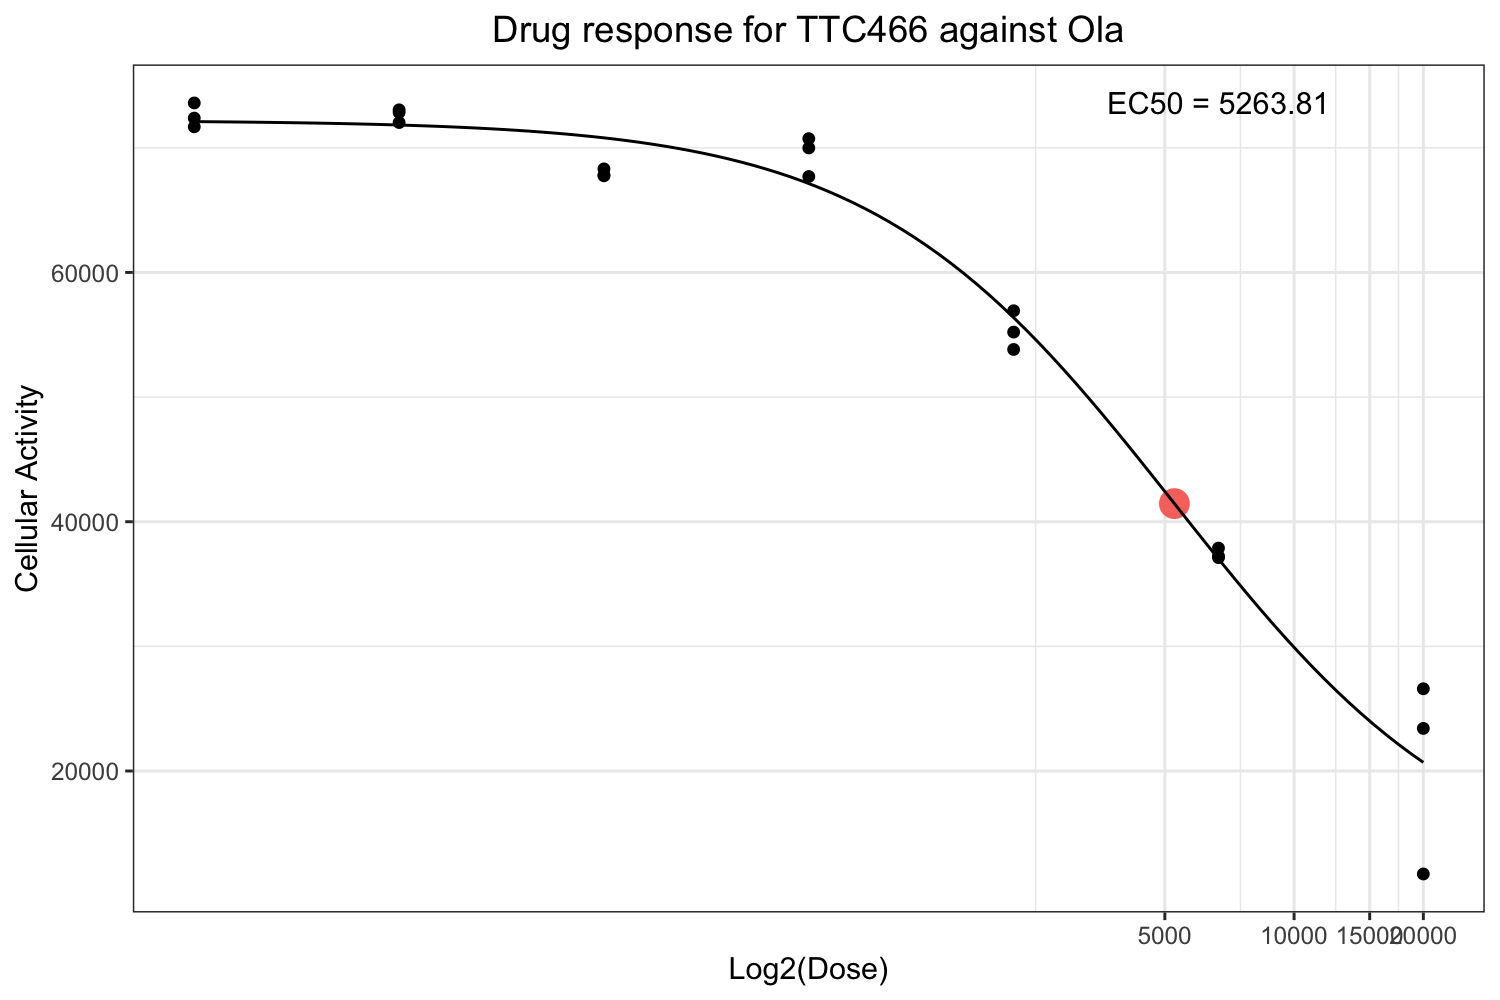 Drug response for TTC466 against Ola
EC50 = 5263.81
60000
40000
20000
Cellular Activity
5000 10000 15000 20000
Log2(Dose)